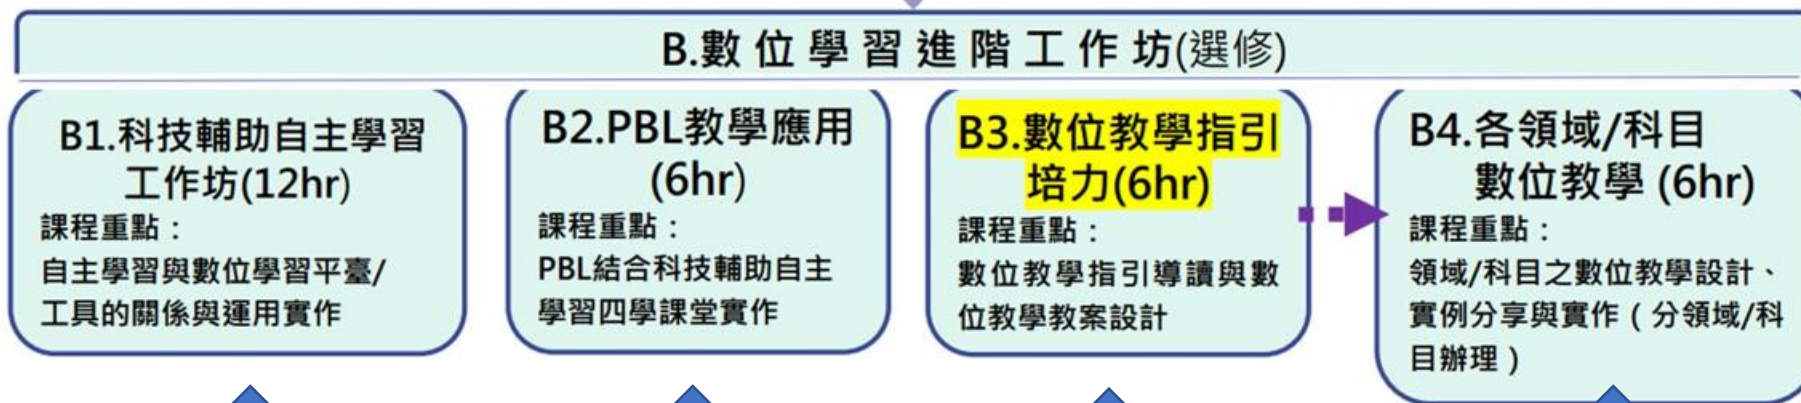 B.數位學習進階工作坊(選修)
B1.科技輔助自主學習
工作坊(12hr)
課程重點：
自主學習與數位學習平臺/
工具的關係與運用實作
B2.PBL教學應用
(6hr)
課程重點：
PBL結合科技輔助自主
學習四學課堂實作
B3.數位教學指引
培力(6hr)
課程重點：
數位教學指引導讀與數
位教學教案設計
B4.各領域/科目
數位教學 (6hr)
課程重點：
領域/科目之數位教學設計、
實例分享與實作（分領域/科
目辦理）